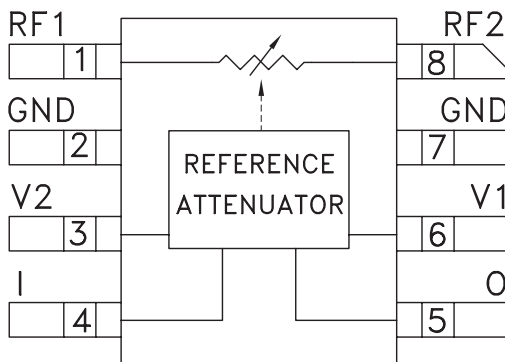 RF1
1
RF2
8
GND
2
GND
7
REFERENCE
ATTENUATOR
V2
3
V1
6
I
4
O
5